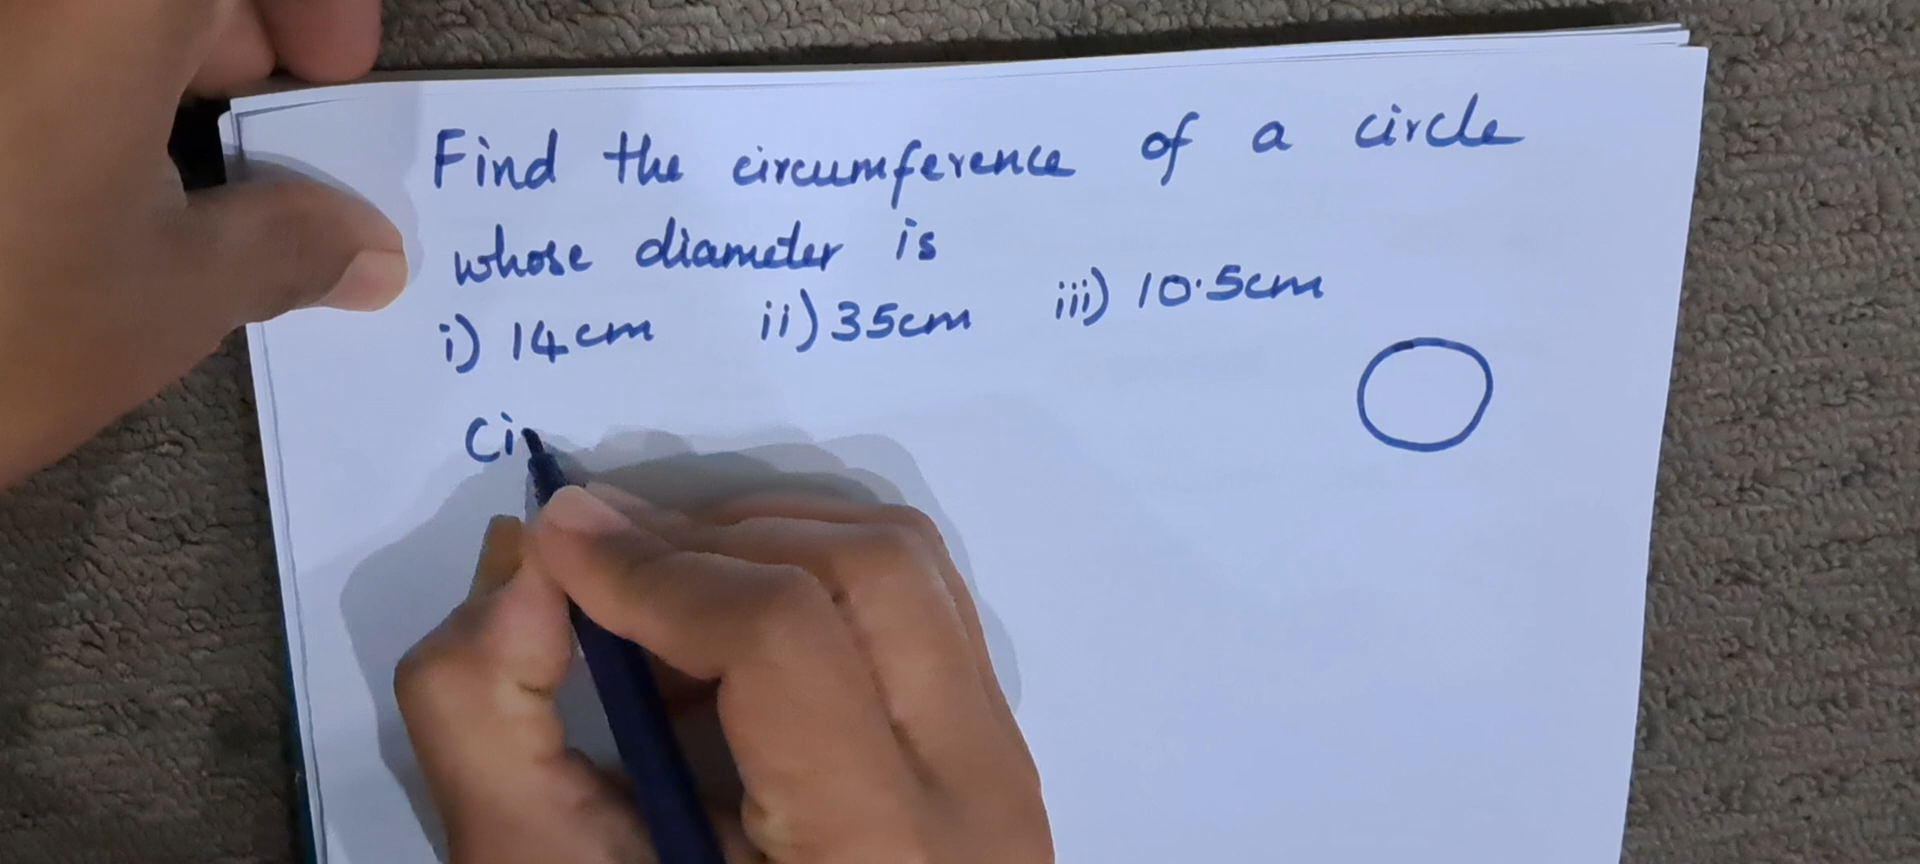 Find the circumference of a circle
whose diameter is
i) 14cm ii) 35cm iii) 10.5cm
Ci